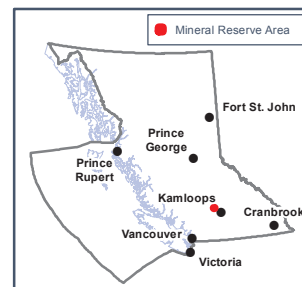 Mineral Reserve Area
Fort St. John
Prince
George
Prince
Rupert
Kamloops
Cranbrook
Vancouver
Victoria